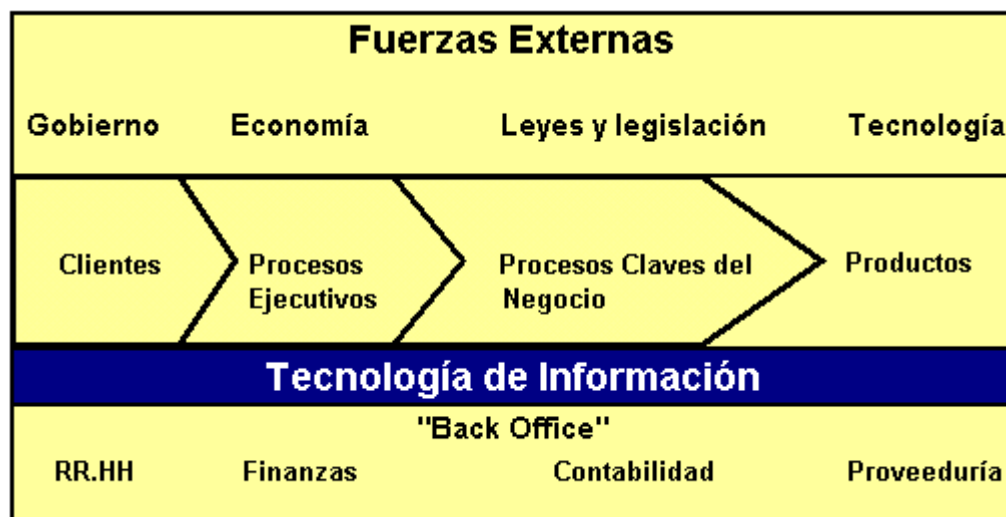 Fuerzas Externas
Gobierno Economía Leyes y legislación Tecnología
Clientes Procesos Ejecutivos Procesos Claves del Negocio Productos
Tecnología de Información
"Back Office"
RR.HH Finanzas Contabilidad Proveeduría